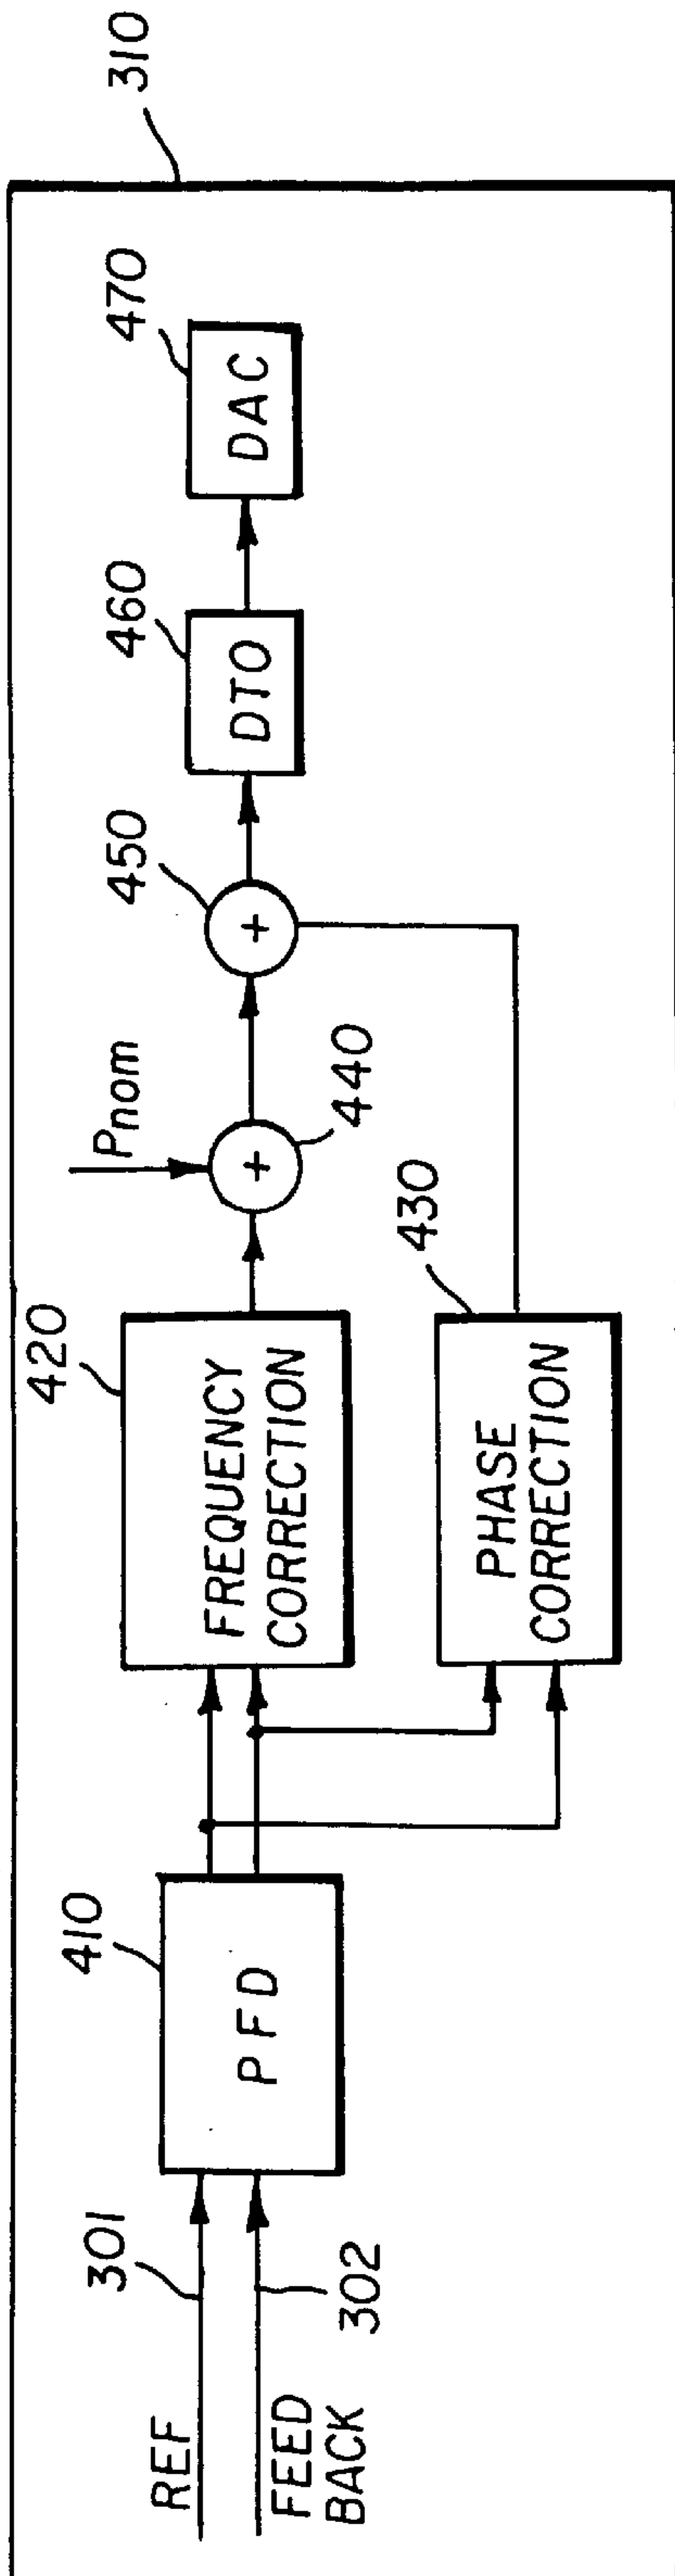 310
470
DAC
460
DTO
450
+
Pnom
+
440
420
FREQUENCY
CORRECTION
430
PHASE
CORRECTION
410
PFD
301
REF
302
FEED
BACK